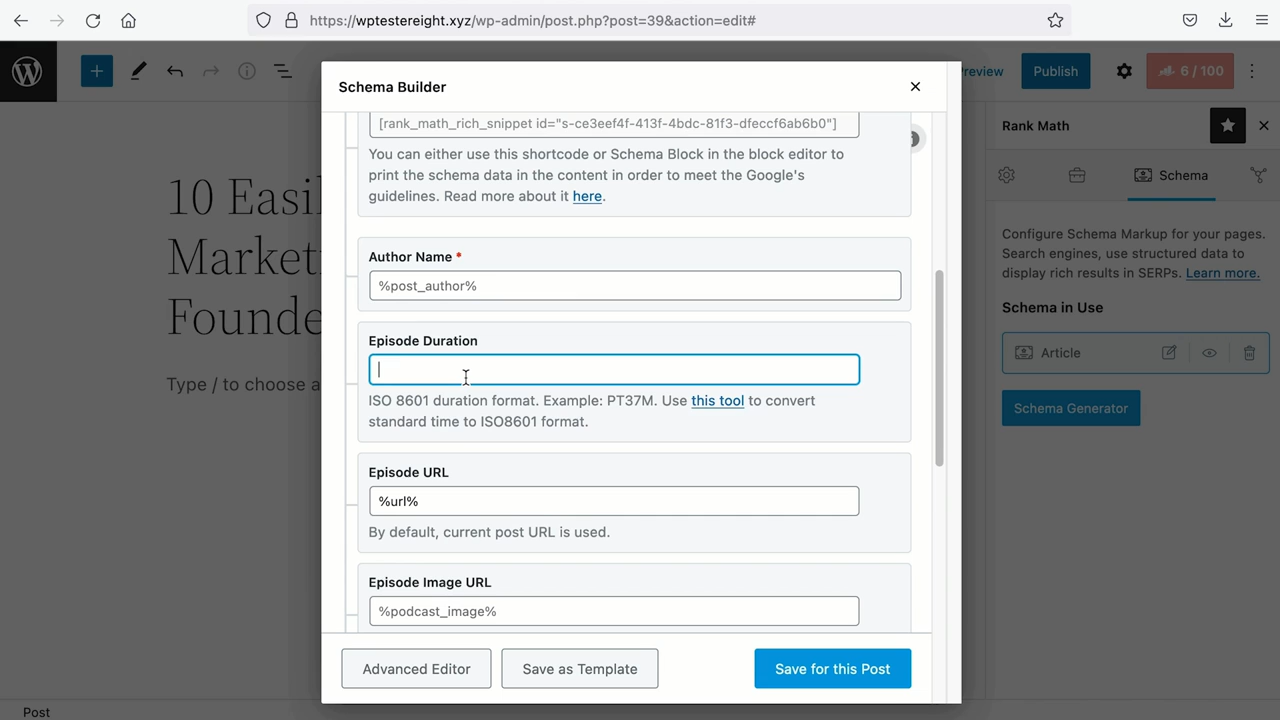 https://wptestereight.xyz/wp-admin/post.php?post=39&action=edit#
Schema Builder
Preview
Publish
6 / 100
[rank_math_rich_snippet id="s-ce3eef4f-413f-4bdc-81f3-dfeccf6ab6b0"]
You can either use this shortcode or Schema Block in the block editor to
print the schema data in the content in order to meet the Google's
guidelines. Read more about it here.
Author Name *
%post_author%
Episode Duration
ISO 8601 duration format. Example: PT37M. Use this tool to convert
standard time to ISO8601 format.
Episode URL
%url%
By default, current post URL is used.
Episode Image URL
%podcast_image%
Advanced Editor
Save as Template
Save for this Post
10 Easil
Market
Founde
Type / to choose a
Rank Math
Schema
Configure Schema Markup for your pages.
Search engines, use structured data to
display rich results in SERPs. Learn more.
Schema in Use
Article
Schema Generator
Post